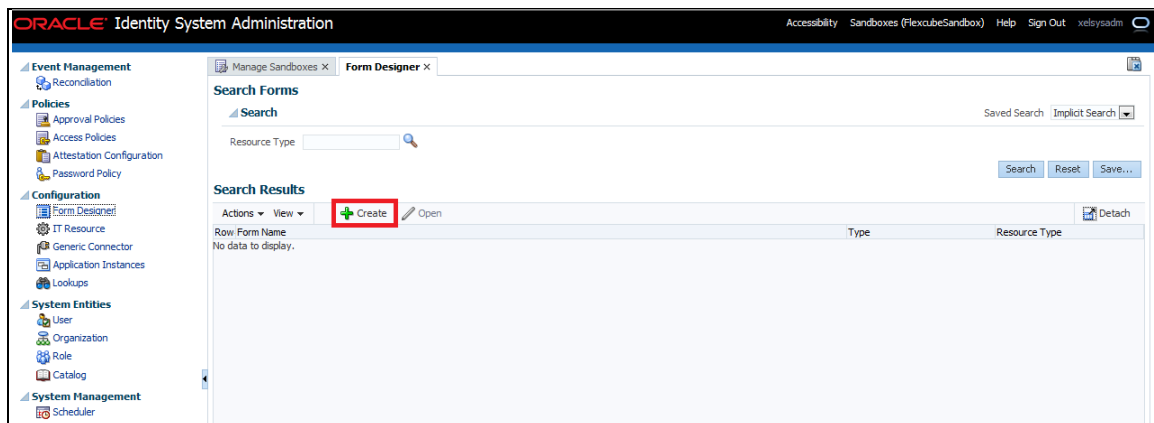 ORACLE Identity System Administration
Accessibility Sandboxes (FlexcubeSandbox) Help Sign Out xelsysadm
Event Management
Reconciliation
Policies
Approval Policies
Access Policies
Attestation Configuration
Password Policy
Configuration
Form Designer
IT Resource
Generic Connector
Application Instances
Lookups
System Entities
User
Organization
Role
Catalog
System Management
Scheduler
Manage Sandboxes Form Designer
Search Forms
Search
Saved Search Implicit Search
Resource Type
Search Reset Save...
Search Results
Actions View Create Open Detach
Row Form Name Type Resource Type
No data to display.